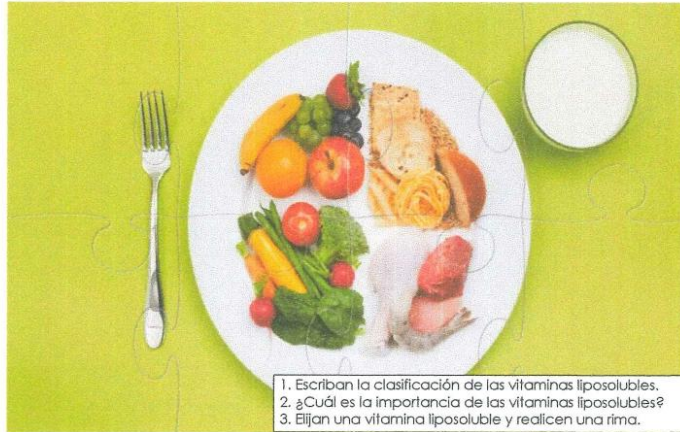 1. Escriban la clasificación de las vitaminas liposolubles.
2. ¿Cuál es la importancia de las vitaminas liposolubles?
3. Elijan una vitamina liposoluble y realicen una rima.